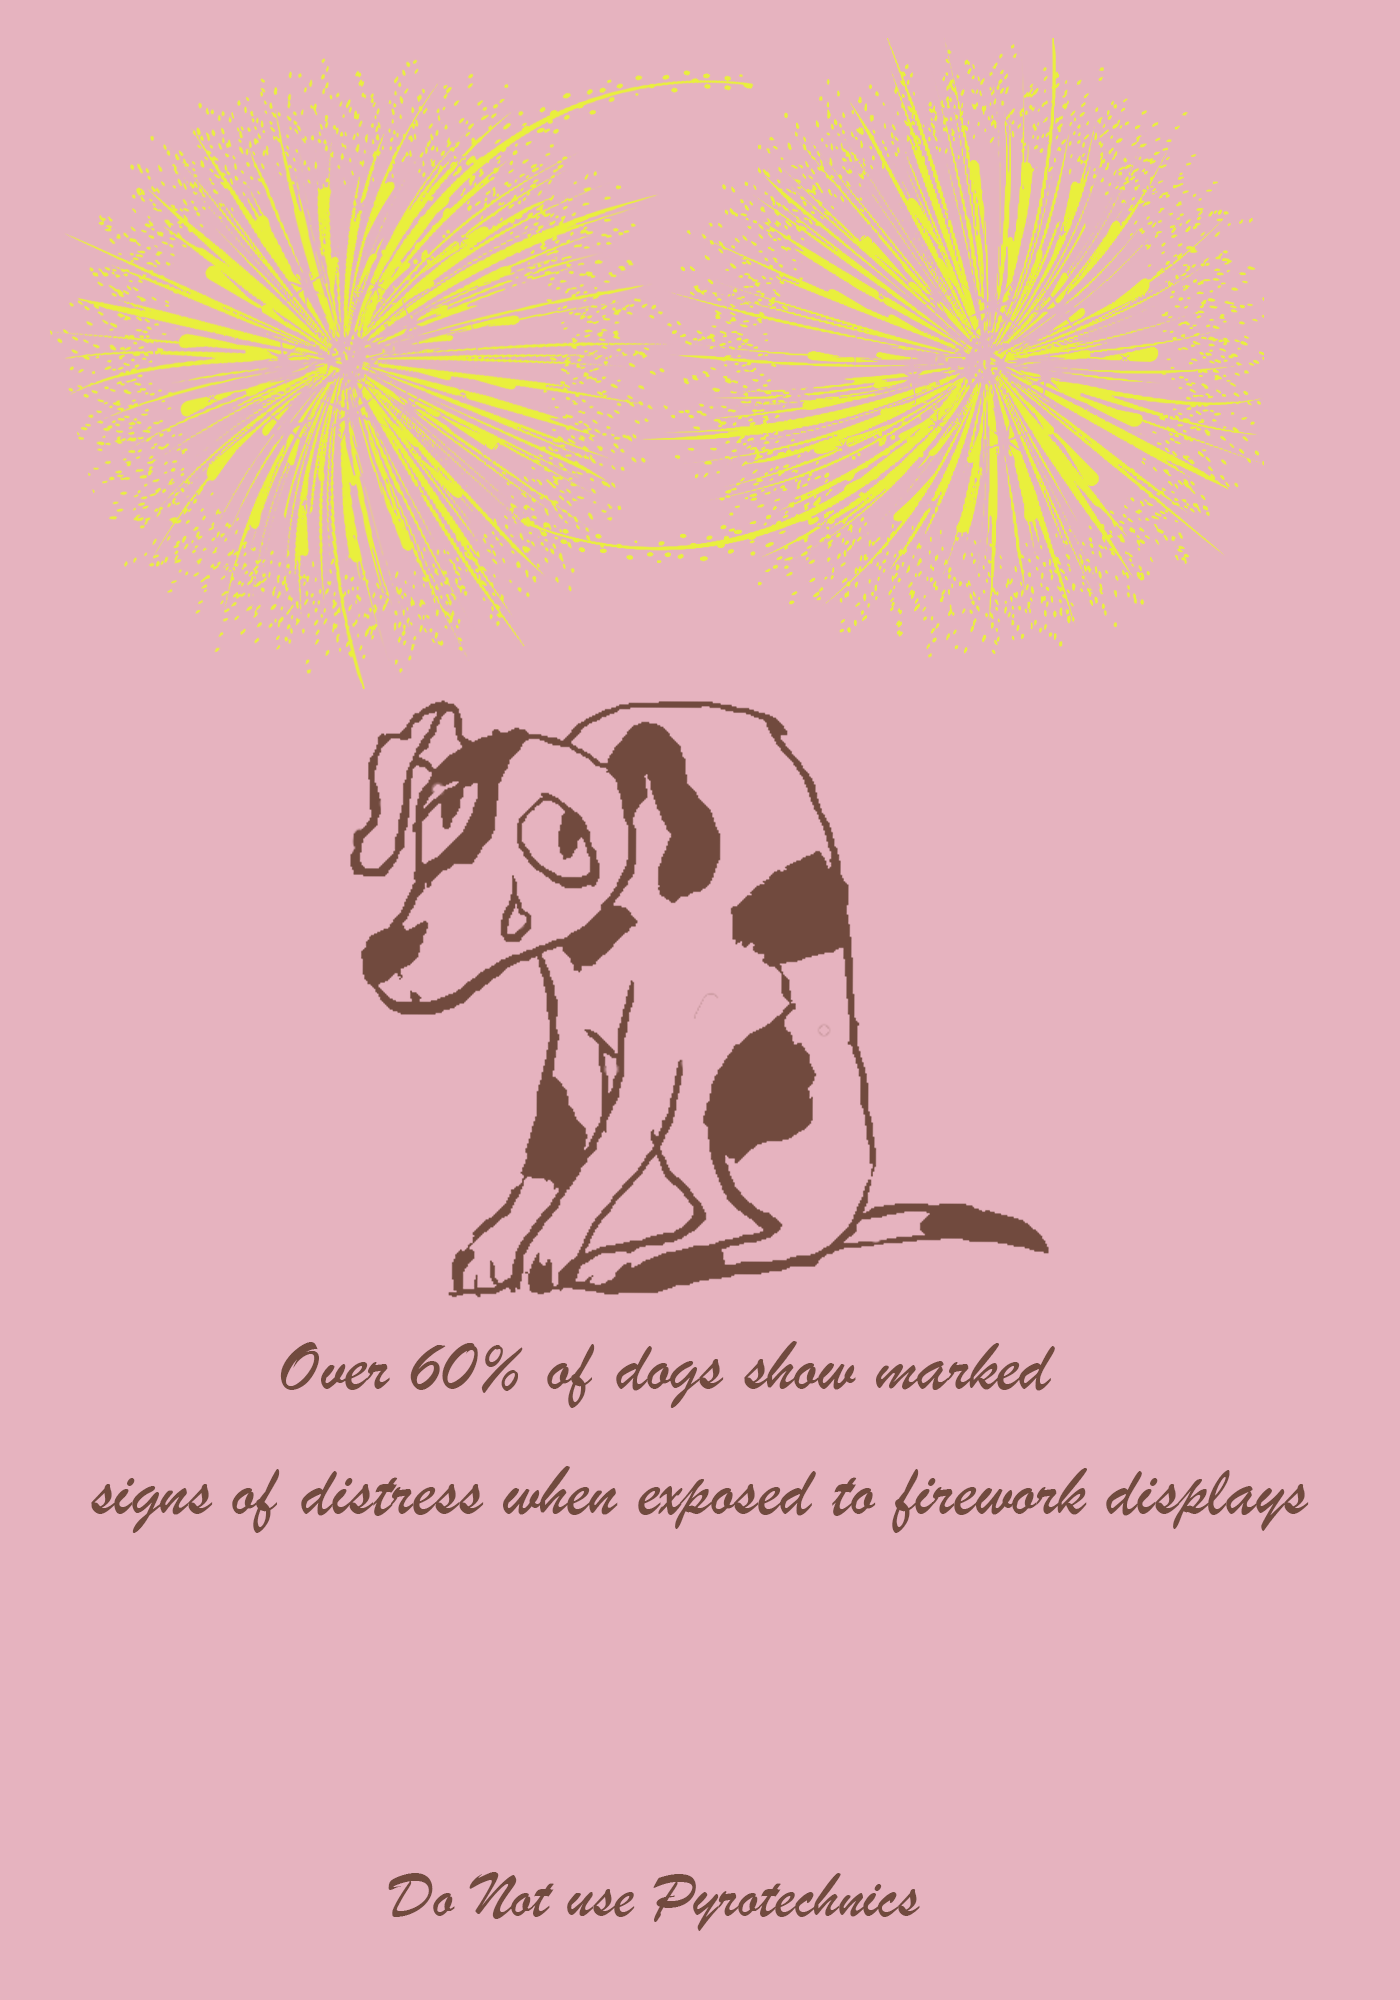 Over 60% of dogs show marked
signs of distress when exposed to firework displays
Do Not use Pyrotechnics